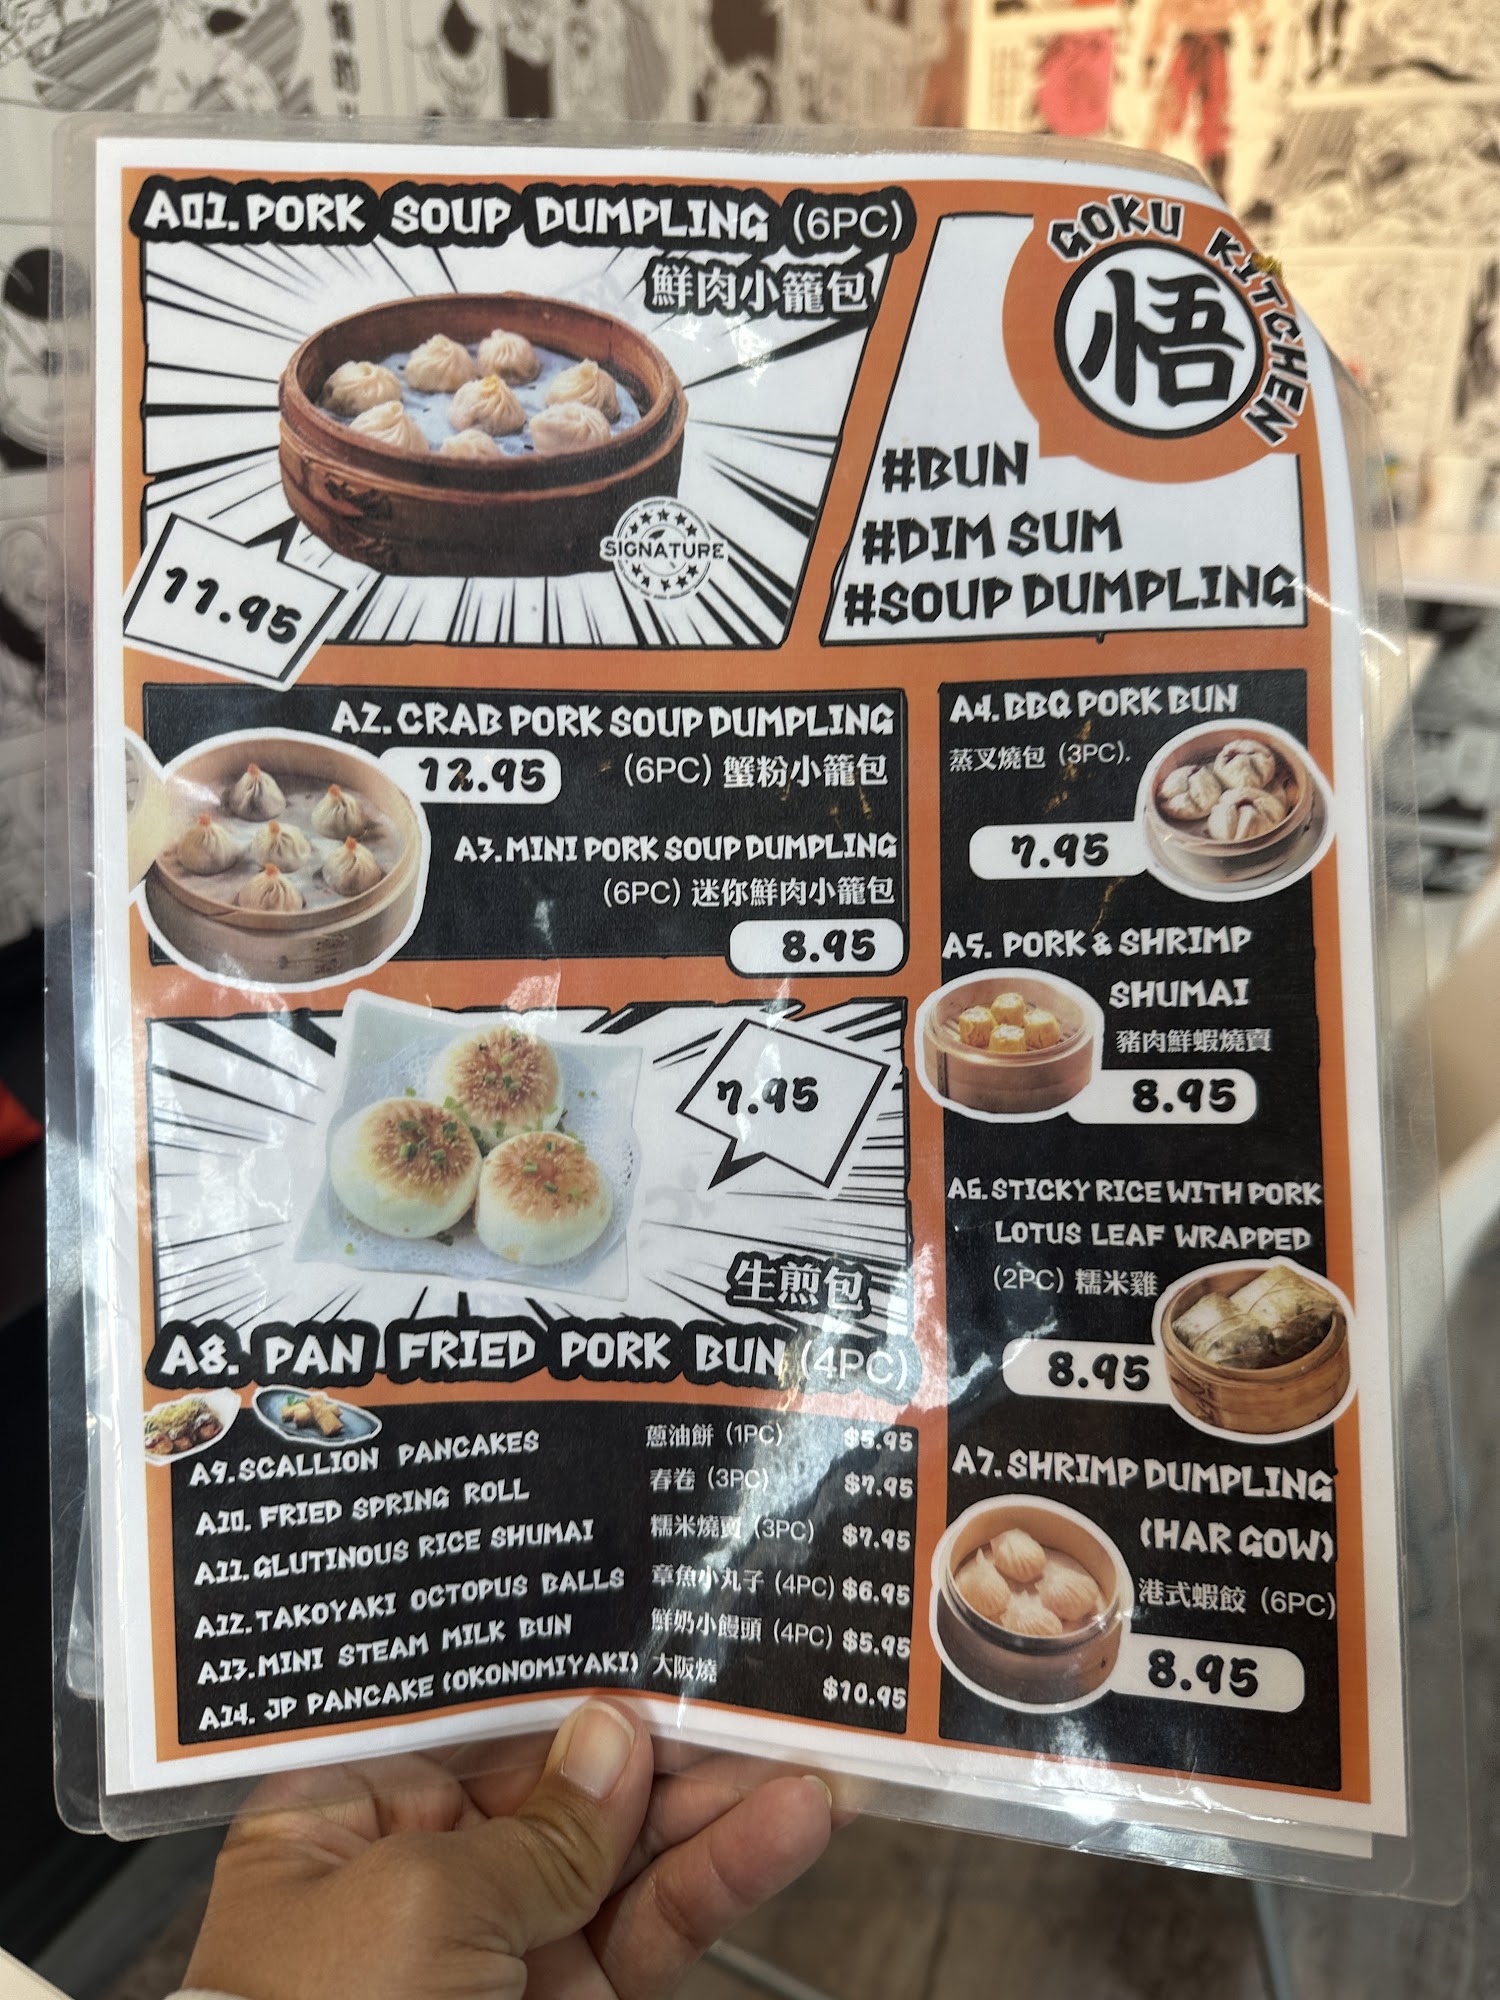 A01.PORK SOUP DUMPLING (6PC)
鮮肉小籠包
SIGNATURE
11.95
GOKU KITCHEN
悟
#BUN
#DIM SUM
#SOUP DUMPLING
A2.CRAB PORK SOUP DUMPLING
12.95 (6PC) 蟹粉小籠包
A3.MINI PORK SOUP DUMPLING
(6PC) 迷你鮮肉小籠包
8.95
7.95
生煎包
A8. PAN FRIED PORK BUN (4PC)
A9.SCALLION PANCAKES 蔥油餅 (1PC) $5.95
A10. FRIED SPRING ROLL 春卷 (3PC) $7.95
A11.GLUTINOUS RICE SHUMAI 糯米燒賣 (3PC) $7.95
A12.TAKOYAKI OCTOPUS BALLS 章魚小丸子 (4PC) $6.95
A13.MINI STEAM MILK BUN 鮮奶小饅頭 (4PC) $5.95
A14. JP PANCAKE (OKONOMIYAKI) 大阪燒 $10.95
A4.BBQ PORK BUN
蒸叉燒包 (3PC).
7.95
A5. PORK & SHRIMP
SHUMAI
豬肉鮮蝦燒賣
8.95
A6.STICKY RICE WITH PORK
LOTUS LEAF WRAPPED
(2PC) 糯米雞
8.95
A7.SHRIMP DUMPLING
(HAR GOW)
港式蝦餃 (6PC)
8.95